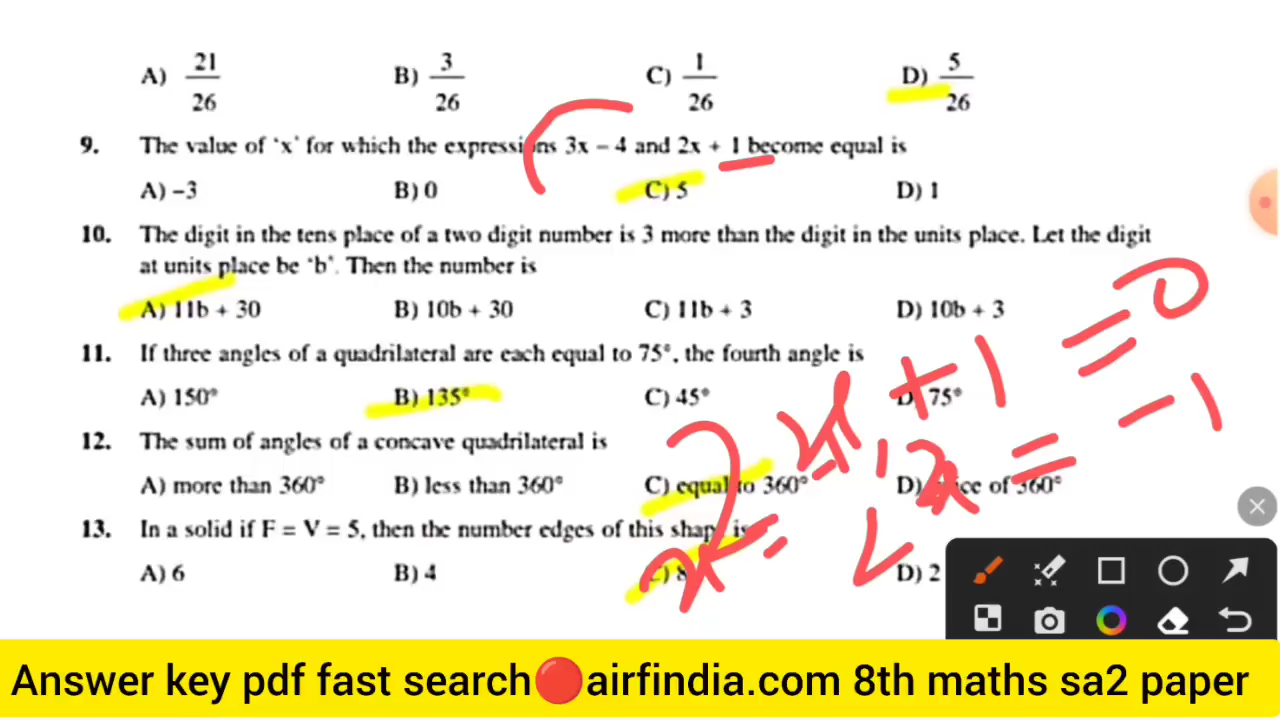 A) 21/26 B) 3/26 C) 1/26 D) 5/26
9. The value of 'x' for which the expressions 3x – 4 and 2x + 1 become equal is
A) –3 B) 0 C) 5 D) 1
10. The digit in the tens place of a two digit number is 3 more than the digit in the units place. Let the digit
at units place be 'b'. Then the number is
A) 11b + 30 B) 10b + 30 C) 11b + 3 D) 10b + 3
11. If three angles of a quadrilateral are each equal to 75°, the fourth angle is
A) 150° B) 135° C) 45° D) 75°
12. The sum of angles of a concave quadrilateral is
A) more than 360° B) less than 360° C) equal to 360° D) of 360°
13. In a solid if F = V = 5, then the number edges of this shape is
A) 6 B) 4 C) 8 D) 2
+ 1 = 0
= – 1
x =
Answer key pdf fast search🔴airfindia.com 8th maths sa2 paper